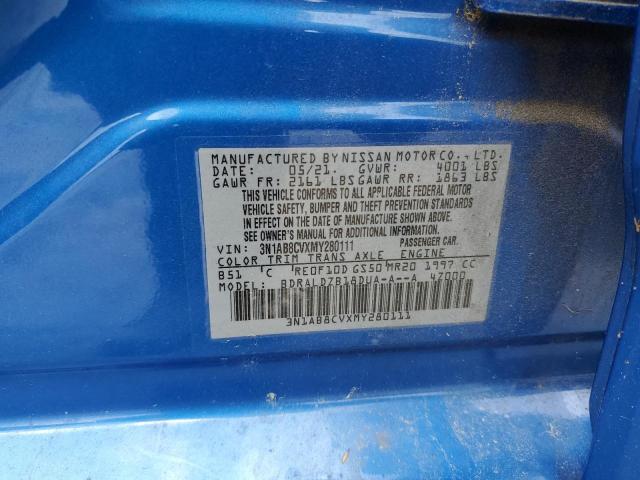 MANUFACTURED BY NISSAN MOTOR CO., LTD.
DATE: 05/21. GVWR: 4001 LBS
GAWR FR: 2161 LBS GAWR RR: 1863 LBS
THIS VEHICLE CONFORMS TO ALL APPLICABLE FEDERAL MOTOR
VEHICLE SAFETY, BUMPER AND THEFT PREVENTION STANDARDS
IN EFFECT ON THE DATE OF MANUFACTURE SHOWN ABOVE.
SEE OWNER'S MANUAL FOR ADDITIONAL INFORMATION.
VIN: 3N1AB8CVXMY280111 PASSENGER CAR.
COLOR TRIM TRANS AXLE ENGINE
B51 C RE0F10D GS50 MR20 1997 CC
MODEL: BDRALDZB18DUA-A--A 47000
3N1AB8CVXMY280111